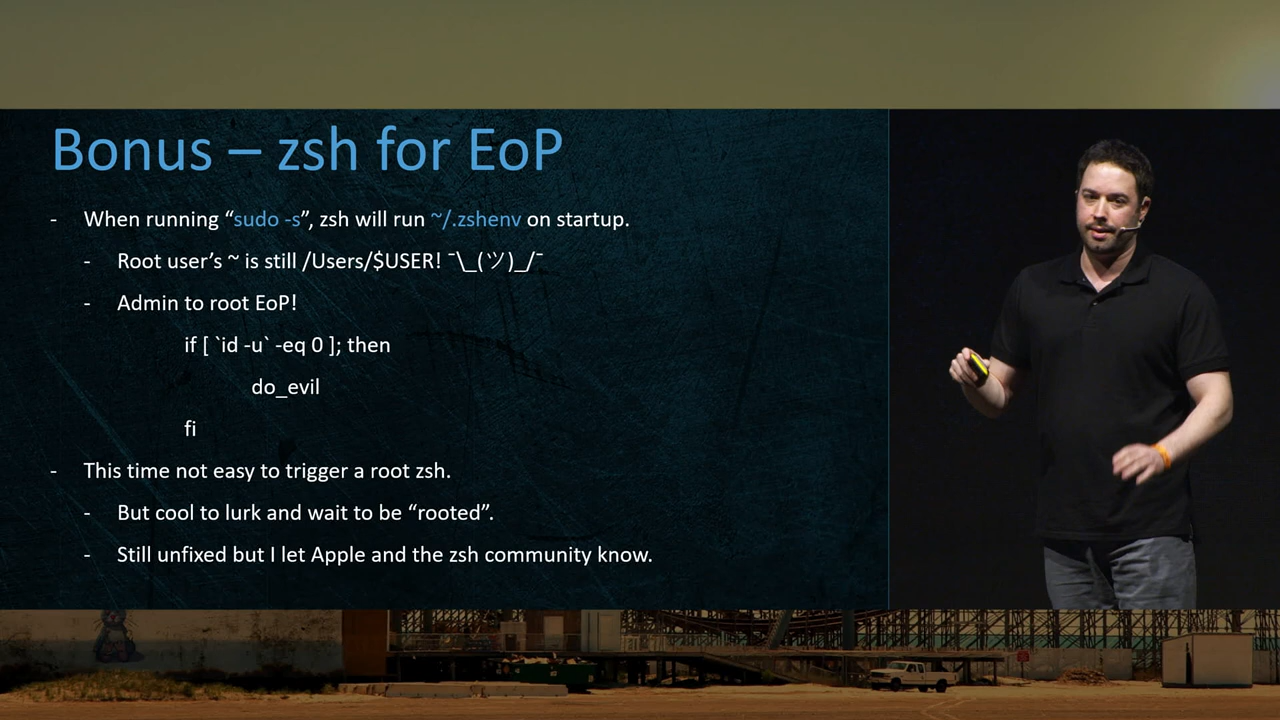 Bonus – zsh for EoP
- When running “sudo -s”, zsh will run ~/.zshenv on startup.
- Root user’s ~ is still /Users/$USER! ¯\_(ツ)_/¯
- Admin to root EoP!
if [ `id -u` -eq 0 ]; then
do_evil
fi
- This time not easy to trigger a root zsh.
- But cool to lurk and wait to be “rooted”.
- Still unfixed but I let Apple and the zsh community know.